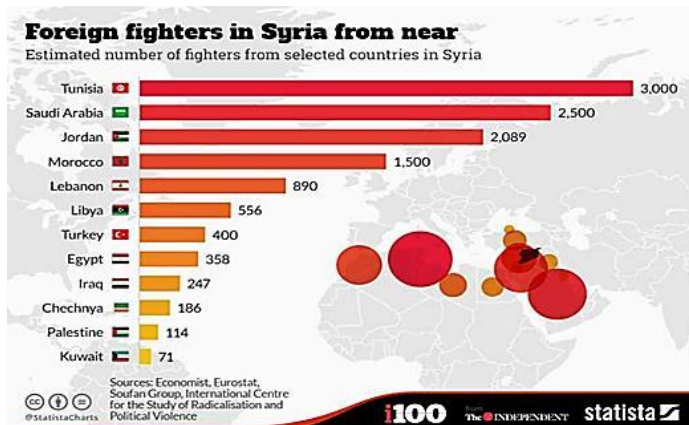 Foreign fighters in Syria from near
Estimated number of fighters from selected countries in Syria
Tunisia 3,000
Saudi Arabia 2,500
Jordan 2,089
Morocco 1,500
Lebanon 890
Libya 556
Turkey 400
Egypt 358
Iraq 247
Chechnya 186
Palestine 114
Kuwait 71
Sources: Economist, Eurostat,
Soufan Group, International Centre
for the Study of Radicalisation and
Political Violence
@StatistaCharts
i100
from The INDEPENDENT
statista